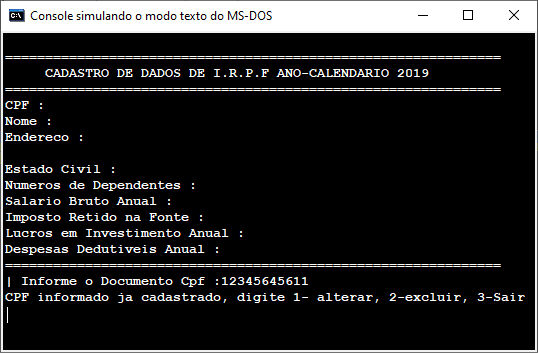 Console simulando o modo texto do MS-DOS
==============================================================
CADASTRO DE DADOS DE I.R.P.F ANO-CALENDARIO 2019
==============================================================
CPF :
Nome :
Endereco :
Estado Civil :
Numeros de Dependentes :
Salario Bruto Anual :
Imposto Retido na Fonte :
Lucros em Investimento Anual :
Despesas Dedutiveis Anual :
==============================================================
| Informe o Documento Cpf :12345645611
CPF informado ja cadastrado, digite 1- alterar, 2-excluir, 3-Sair